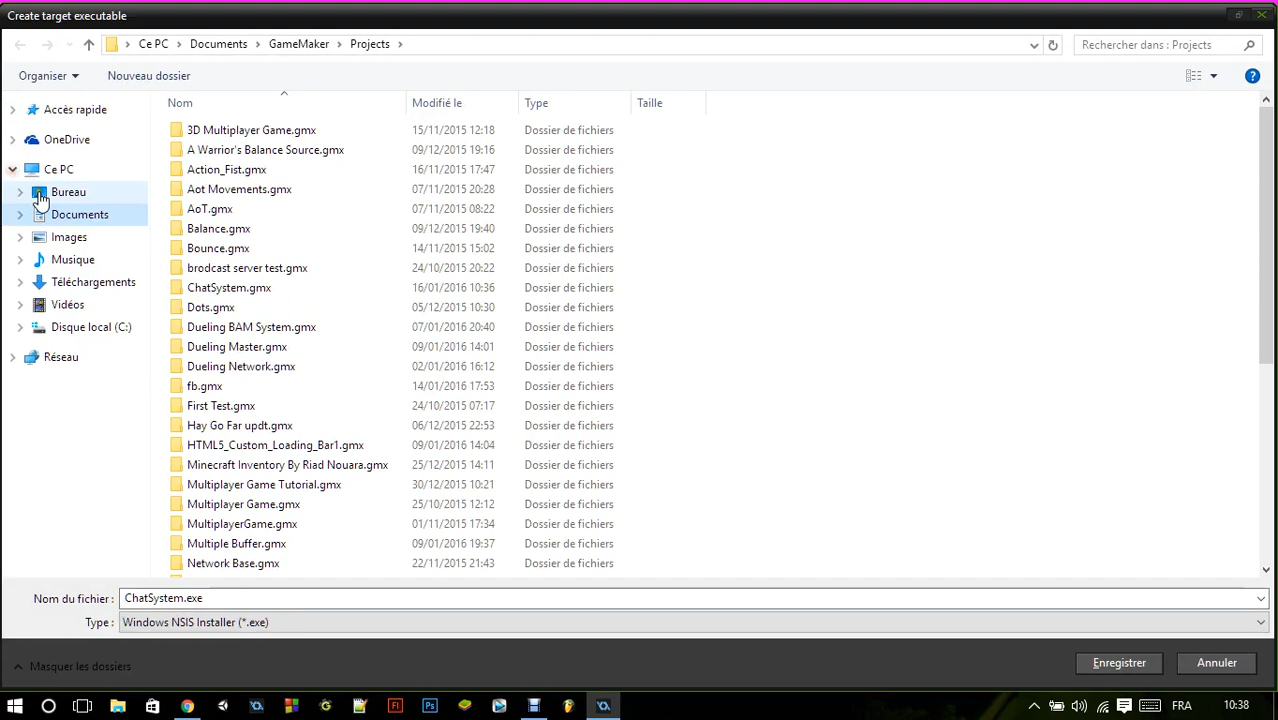 Create target executable
Ce PC > Documents > GameMaker > Projects >
Rechercher dans : Projects
Organiser
Nouveau dossier
Nom
Modifié le
Type
Taille
Accès rapide
OneDrive
Ce PC
Bureau
Documents
Images
Musique
Téléchargements
Vidéos
Disque local (C:)
Réseau
3D Multiplayer Game.gmx 15/11/2015 12:18 Dossier de fichiers
A Warrior's Balance Source.gmx 09/12/2015 19:16 Dossier de fichiers
Action_Fist.gmx 16/11/2015 17:47 Dossier de fichiers
Aot Movements.gmx 07/11/2015 20:28 Dossier de fichiers
AoT.gmx 07/11/2015 08:22 Dossier de fichiers
Balance.gmx 09/12/2015 19:40 Dossier de fichiers
Bounce.gmx 14/11/2015 15:02 Dossier de fichiers
brodcast server test.gmx 24/10/2015 20:22 Dossier de fichiers
ChatSystem.gmx 16/01/2016 10:36 Dossier de fichiers
Dots.gmx 05/12/2015 10:30 Dossier de fichiers
Dueling BAM System.gmx 07/01/2016 20:40 Dossier de fichiers
Dueling Master.gmx 09/01/2016 14:01 Dossier de fichiers
Dueling Network.gmx 02/01/2016 16:12 Dossier de fichiers
fb.gmx 14/01/2016 17:53 Dossier de fichiers
First Test.gmx 24/10/2015 07:17 Dossier de fichiers
Hay Go Far updt.gmx 06/12/2015 22:53 Dossier de fichiers
HTML5_Custom_Loading_Bar1.gmx 09/01/2016 14:04 Dossier de fichiers
Minecraft Inventory By Riad Nouara.gmx 25/12/2015 14:11 Dossier de fichiers
Multiplayer Game Tutorial.gmx 30/12/2015 10:21 Dossier de fichiers
Multiplayer Game.gmx 25/10/2015 12:12 Dossier de fichiers
MultiplayerGame.gmx 01/11/2015 17:34 Dossier de fichiers
Multiple Buffer.gmx 09/01/2016 19:37 Dossier de fichiers
Network Base.gmx 22/11/2015 21:43 Dossier de fichiers
Nom du fichier : ChatSystem.exe
Type : Windows NSIS Installer (*.exe)
Masquer les dossiers
Enregistrer
Annuler
FRA
10:38